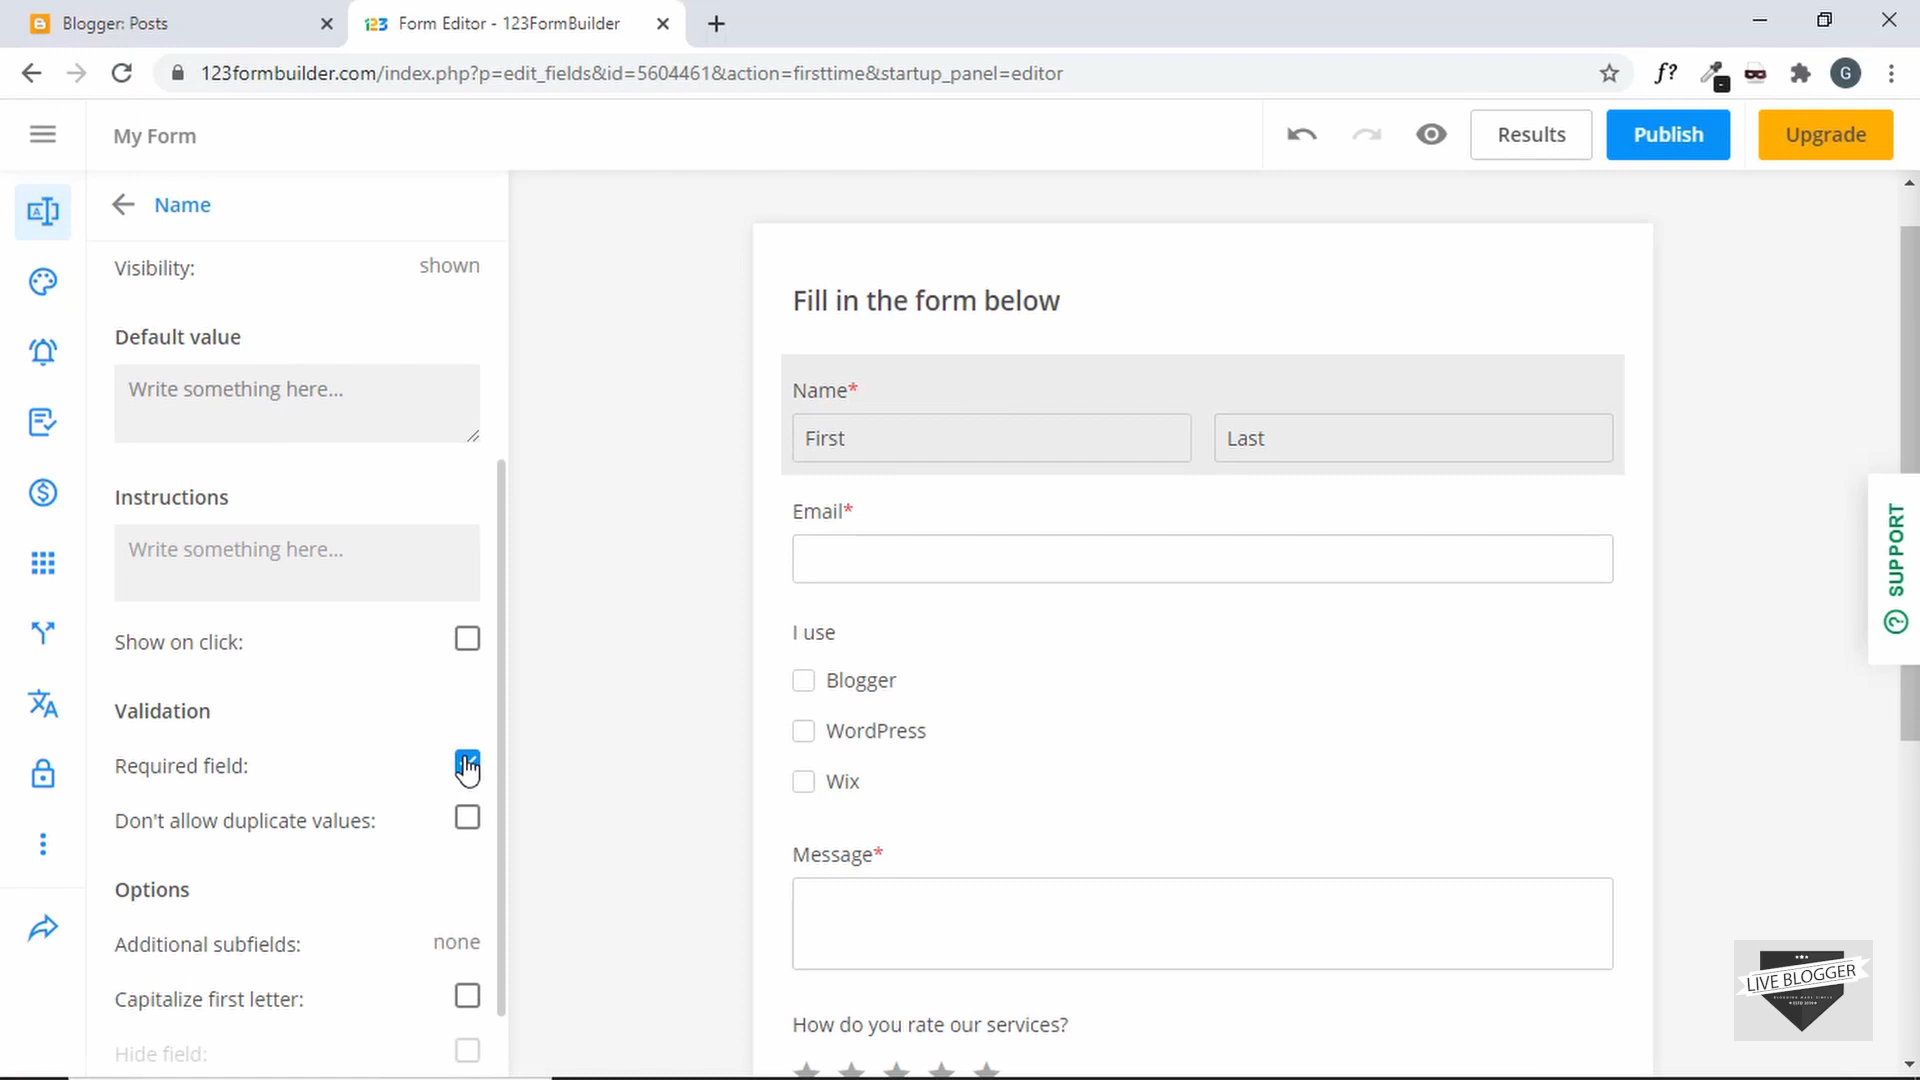 Blogger: Posts
Form Editor - 123FormBuilder
123formbuilder.com/index.php?p=edit_fields&id=5604461&action=firsttime&startup_panel=editor
f?
G
My Form
Results
Publish
Upgrade
Name
Visibility: shown
Default value
Write something here...
Instructions
Write something here...
Show on click:
Validation
Required field:
Don't allow duplicate values:
Options
Additional subfields: none
Capitalize first letter:
Hide field:
Fill in the form below
Name*
First Last
Email*
I use
Blogger
WordPress
Wix
Message*
How do you rate our services?
SUPPORT
LIVE BLOGGER